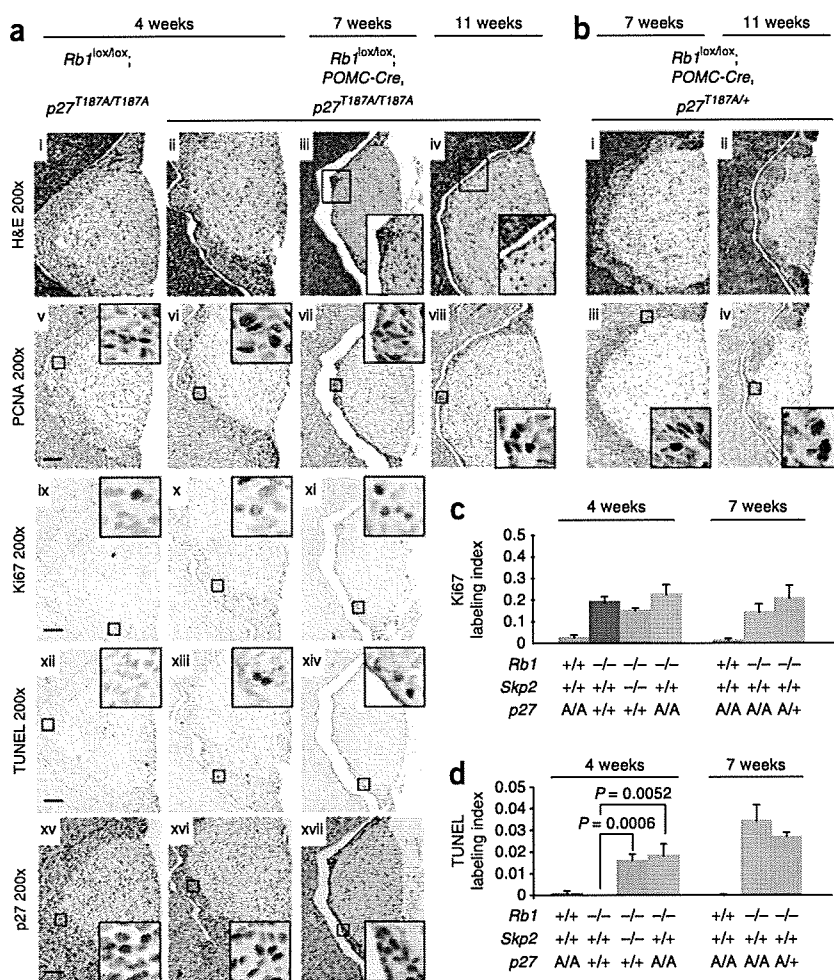 a
4 weeks
7 weeks
11 weeks
Rb1lox/lox;
Rb1lox/lox;
POMC-Cre,
p27T187A/T187A
p27T187A/T187A
b
7 weeks
11 weeks
Rb1lox/lox;
POMC-Cre,
p27T187A/+
H&E 200x
i
ii
iii
iv
i
ii
PCNA 200x
v
vi
vii
viii
iii
iv
Ki67 200x
ix
x
xi
TUNEL 200x
xii
xiii
xiv
p27 200x
xv
xvi
xvii
c
4 weeks
7 weeks
Ki67
labeling index
0.5
0.4
0.3
0.2
0.1
0
Rb1 +/+ –/– –/– –/– +/+ –/– –/–
Skp2 +/+ +/+ –/– +/+ +/+ +/+ +/+
p27 A/A +/+ +/+ A/A A/A A/A A/+
d
4 weeks
7 weeks
TUNEL
labeling index
0.05
0.04
0.03
0.02
0.01
0
P = 0.0052
P = 0.0006
Rb1 +/+ –/– –/– –/– +/+ –/– –/–
Skp2 +/+ +/+ –/– +/+ +/+ +/+ +/+
p27 A/A +/+ +/+ A/A A/A A/A A/+